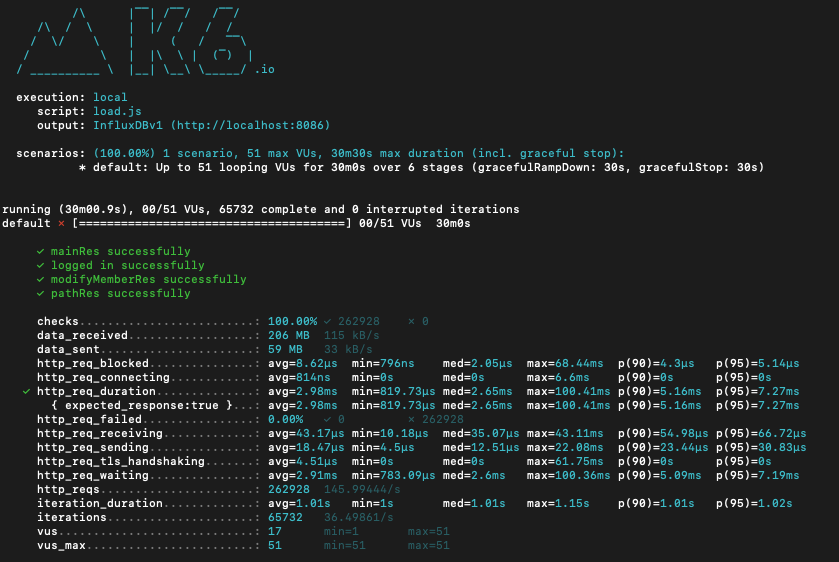 .io
execution: local
script: load.js
output: InfluxDBv1 (http://localhost:8086)
scenarios: (100.00%) 1 scenario, 51 max VUs, 30m30s max duration (incl. graceful stop):
* default: Up to 51 looping VUs for 30m0s over 6 stages (gracefulRampDown: 30s, gracefulStop: 30s)
running (30m00.9s), 00/51 VUs, 65732 complete and 0 interrupted iterations
default ✗ [======================================] 00/51 VUs  30m0s
✓ mainRes successfully
✓ logged in successfully
✓ modifyMemberRes successfully
✓ pathRes successfully
checks.........................: 100.00% ✓ 262928 ✗ 0
data_received..................: 206 MB 115 kB/s
data_sent......................: 59 MB 33 kB/s
http_req_blocked...............: avg=8.62µs min=796ns med=2.05µs max=68.44ms p(90)=4.3µs p(95)=5.14µs
http_req_connecting............: avg=814ns min=0s med=0s max=6.6ms p(90)=0s p(95)=0s
✓ http_req_duration..............: avg=2.98ms min=819.73µs med=2.65ms max=100.41ms p(90)=5.16ms p(95)=7.27ms
{ expected_response:true }...: avg=2.98ms min=819.73µs med=2.65ms max=100.41ms p(90)=5.16ms p(95)=7.27ms
http_req_failed................: 0.00% ✓ 0 ✗ 262928
http_req_receiving.............: avg=43.17µs min=10.18µs med=35.07µs max=43.11ms p(90)=54.98µs p(95)=66.72µs
http_req_sending...............: avg=18.47µs min=4.5µs med=12.51µs max=22.08ms p(90)=23.44µs p(95)=30.83µs
http_req_tls_handshaking.......: avg=4.51µs min=0s med=0s max=61.75ms p(90)=0s p(95)=0s
http_req_waiting...............: avg=2.91ms min=783.09µs med=2.6ms max=100.36ms p(90)=5.09ms p(95)=7.19ms
http_reqs......................: 262928 145.99444/s
iteration_duration.............: avg=1.01s min=1s med=1.01s max=1.15s p(90)=1.01s p(95)=1.02s
iterations.....................: 65732 36.49861/s
vus............................: 17 min=1 max=51
vus_max........................: 51 min=51 max=51